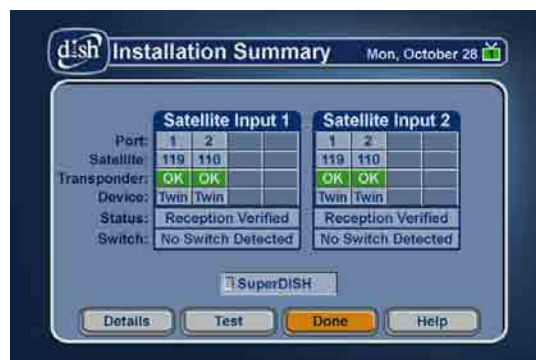 dish Installation Summary Mon, October 28 1
Satellite Input 1 Satellite Input 2
Port: 1 2 1 2
Satellite: 119 110 119 110
Transponder: OK OK OK OK
Device: Twin Twin Twin Twin
Status: Reception Verified Reception Verified
Switch: No Switch Detected No Switch Detected
SuperDISH
Details Test Done Help